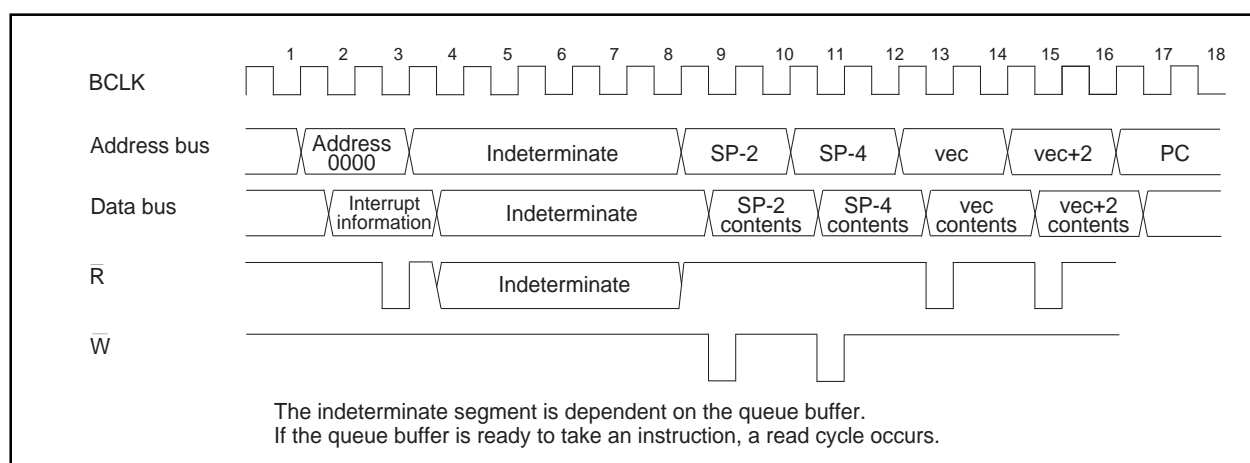 1 2 3 4 5 6 7 8 9 10 11 12 13 14 15 16 17 18
BCLK
Address bus
Address
0000
Indeterminate
SP-2
SP-4
vec
vec+2
PC
Data bus
Interrupt
information
Indeterminate
SP-2
contents
SP-4
contents
vec
contents
vec+2
contents
R
Indeterminate
W
The indeterminate segment is dependent on the queue buffer.
If the queue buffer is ready to take an instruction, a read cycle occurs.